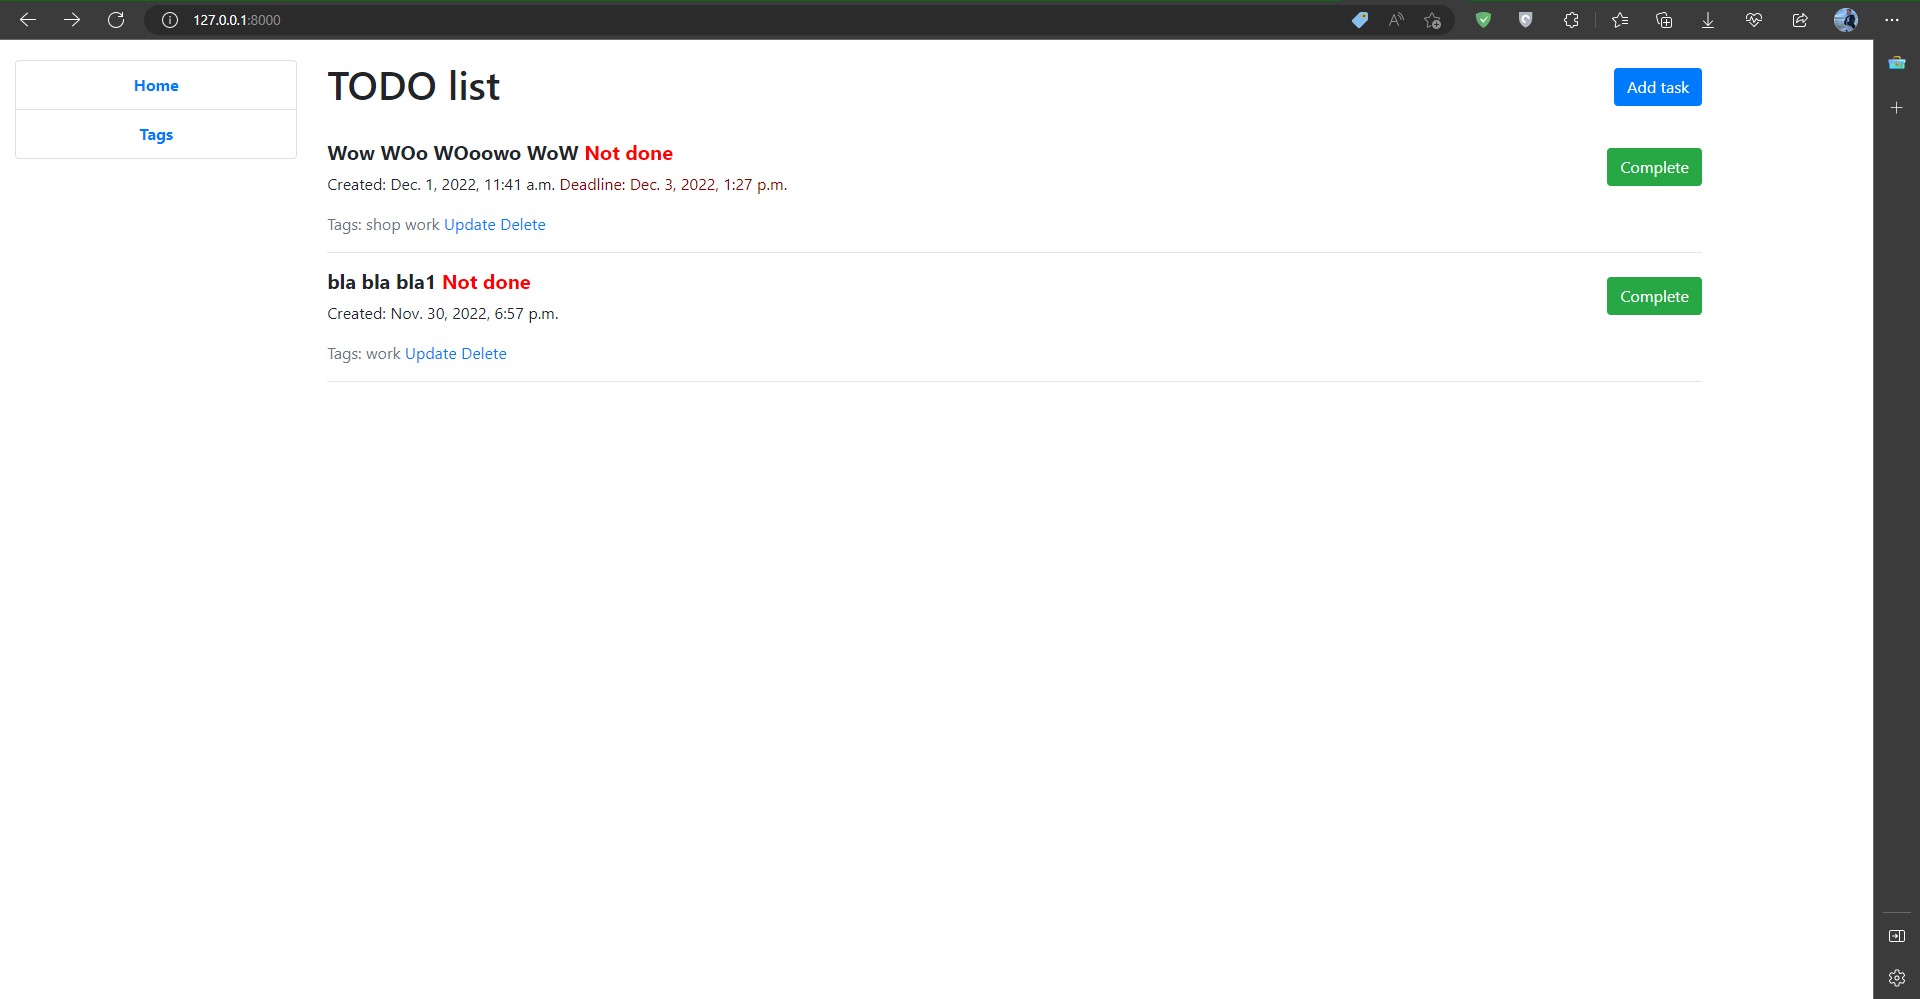 127.0.0.1:8000
Home
Tags
TODO list
Add task
Wow WOo WOoowo WoW Not done
Complete
Created: Dec. 1, 2022, 11:41 a.m. Deadline: Dec. 3, 2022, 1:27 p.m.
Tags: shop work Update Delete
bla bla bla1 Not done
Complete
Created: Nov. 30, 2022, 6:57 p.m.
Tags: work Update Delete